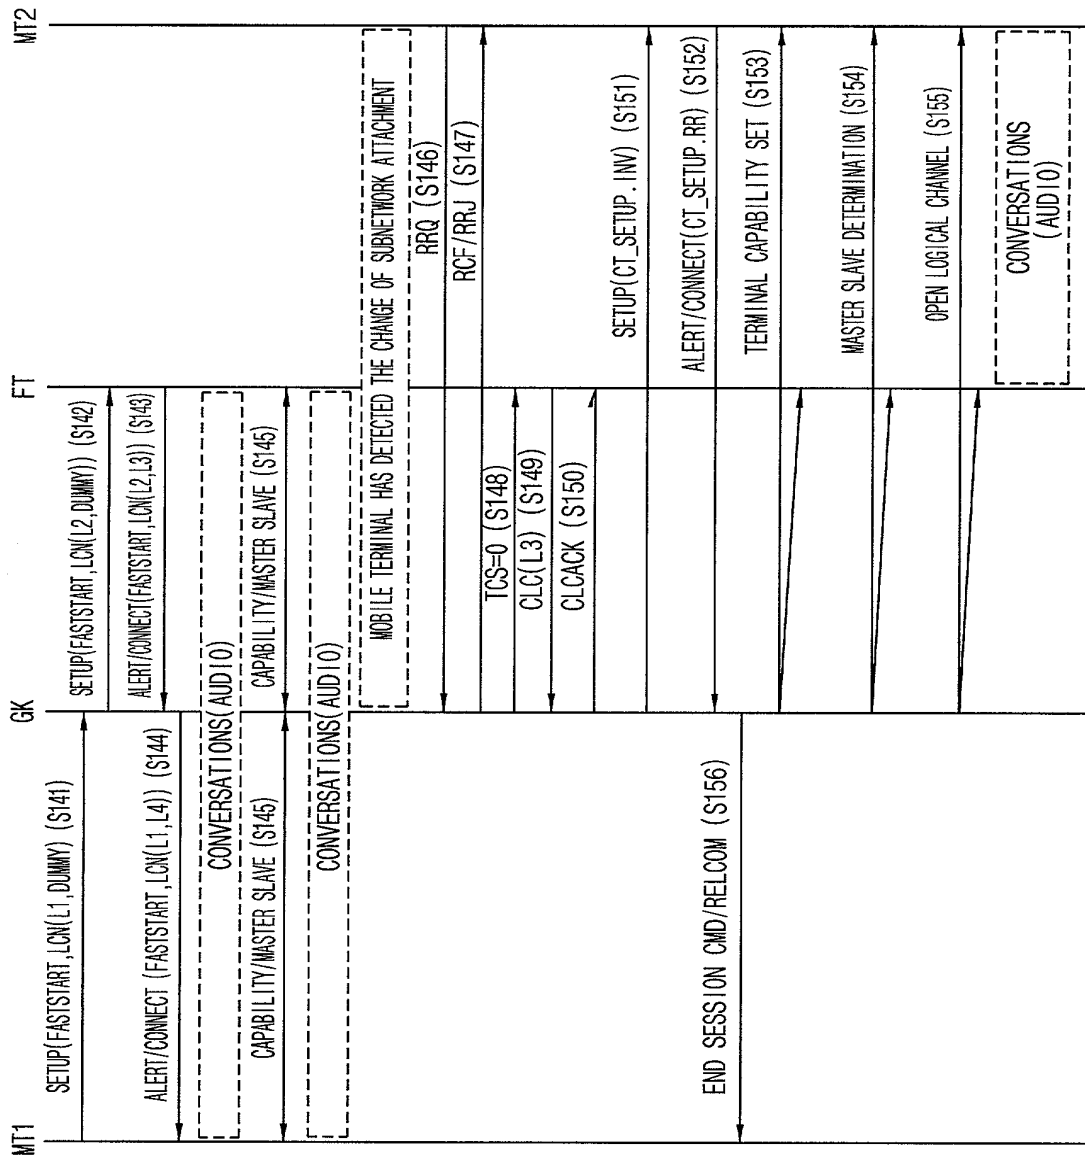 MT1
GK
FT
MT2
SETUP(FASTSTART,LCN(L1,DUMMY) (S141)
SETUP(FASTSTART,LCN(L2,DUMMY)) (S142)
ALERT/CONNECT(FASTSTART,LCN(L2,L3)) (S143)
ALERT/CONNECT (FASTSTART,LCN(L1,L4)) (S144)
CONVERSATIONS(AUDIO)
CAPABILITY/MASTER SLAVE (S145)
CAPABILITY/MASTER SLAVE (S145)
CONVERSATIONS(AUDIO)
MOBILE TERMINAL HAS DETECTED THE CHANGE OF SUBNETWORK ATTACHMENT
RRQ (S146)
RCF/RRJ (S147)
TCS=0 (S148)
CLC(L3) (S149)
CLCACK (S150)
SETUP(CT_SETUP.INV) (S151)
ALERT/CONNECT(CT_SETUP.RR) (S152)
END SESSION CMD/RELCOM (S156)
TERMINAL CAPABILITY SET (S153)
MASTER SLAVE DETERMINATION (S154)
OPEN LOGICAL CHANNEL (S155)
CONVERSATIONS
(AUDIO)